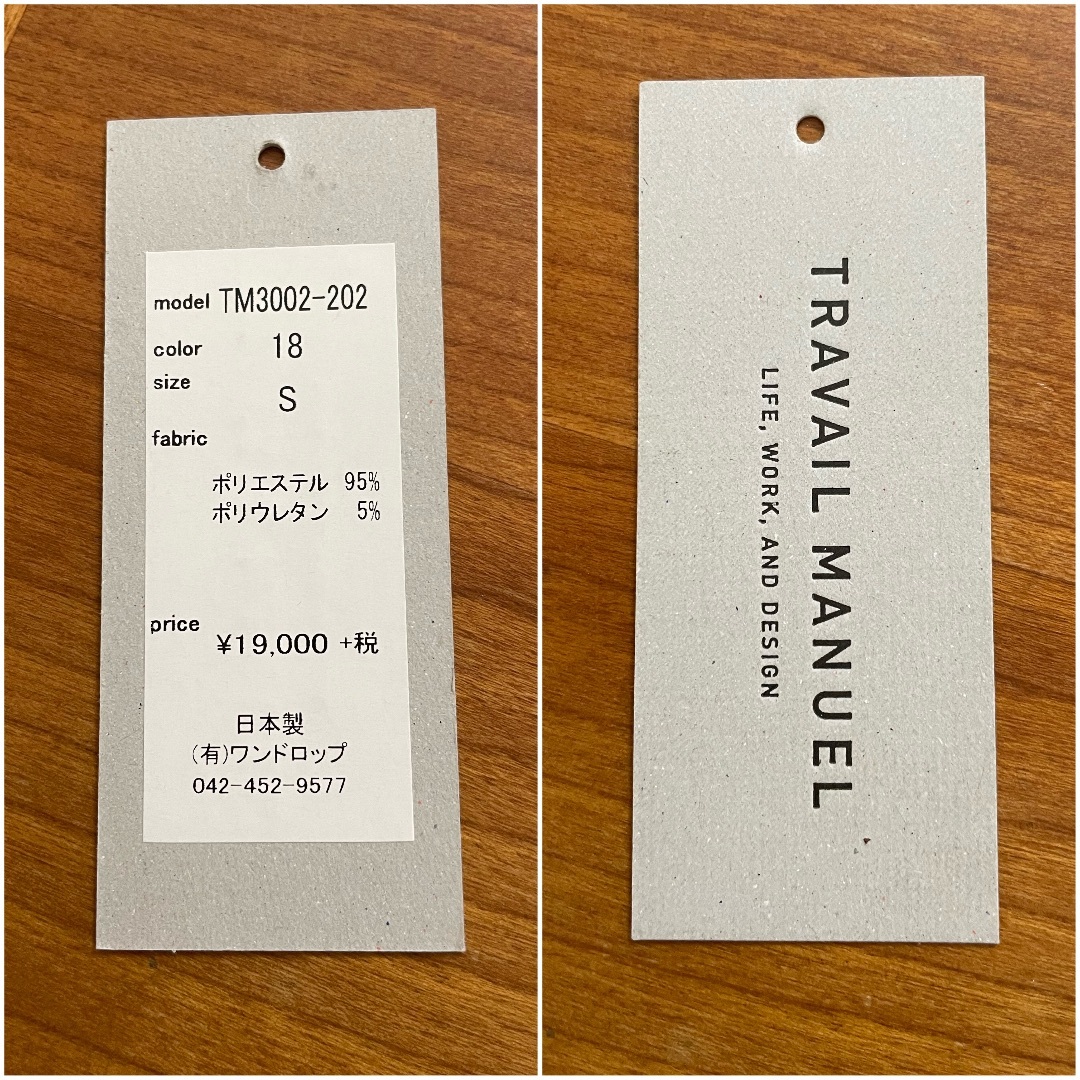 model TM3002-202
color 18
size S
fabric
ポリエステル 95%
ポリウレタン 5%
price ¥19,000 +税
日本製
(有)ワンドロップ
042-452-9577
TRAVAIL MANUEL
LIFE, WORK, AND DESIGN